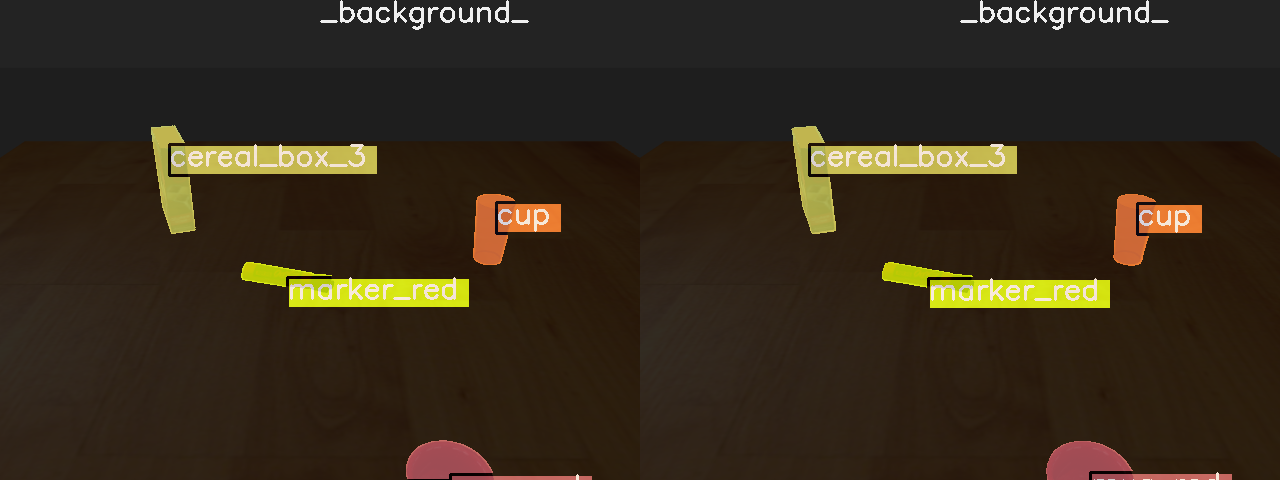 _background_ _background_
cereal_box_3 cereal_box_3
cup cup
marker_red marker_red